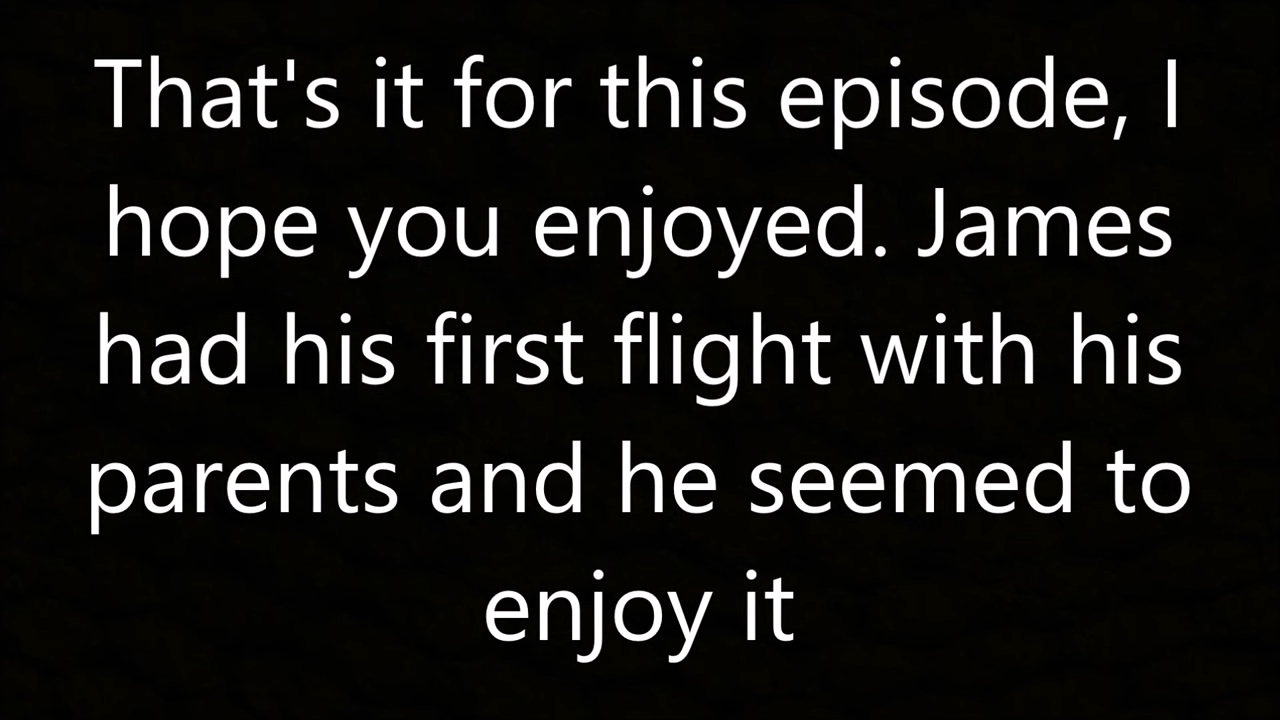 That's it for this episode, I
hope you enjoyed. James
had his first flight with his
parents and he seemed to
enjoy it